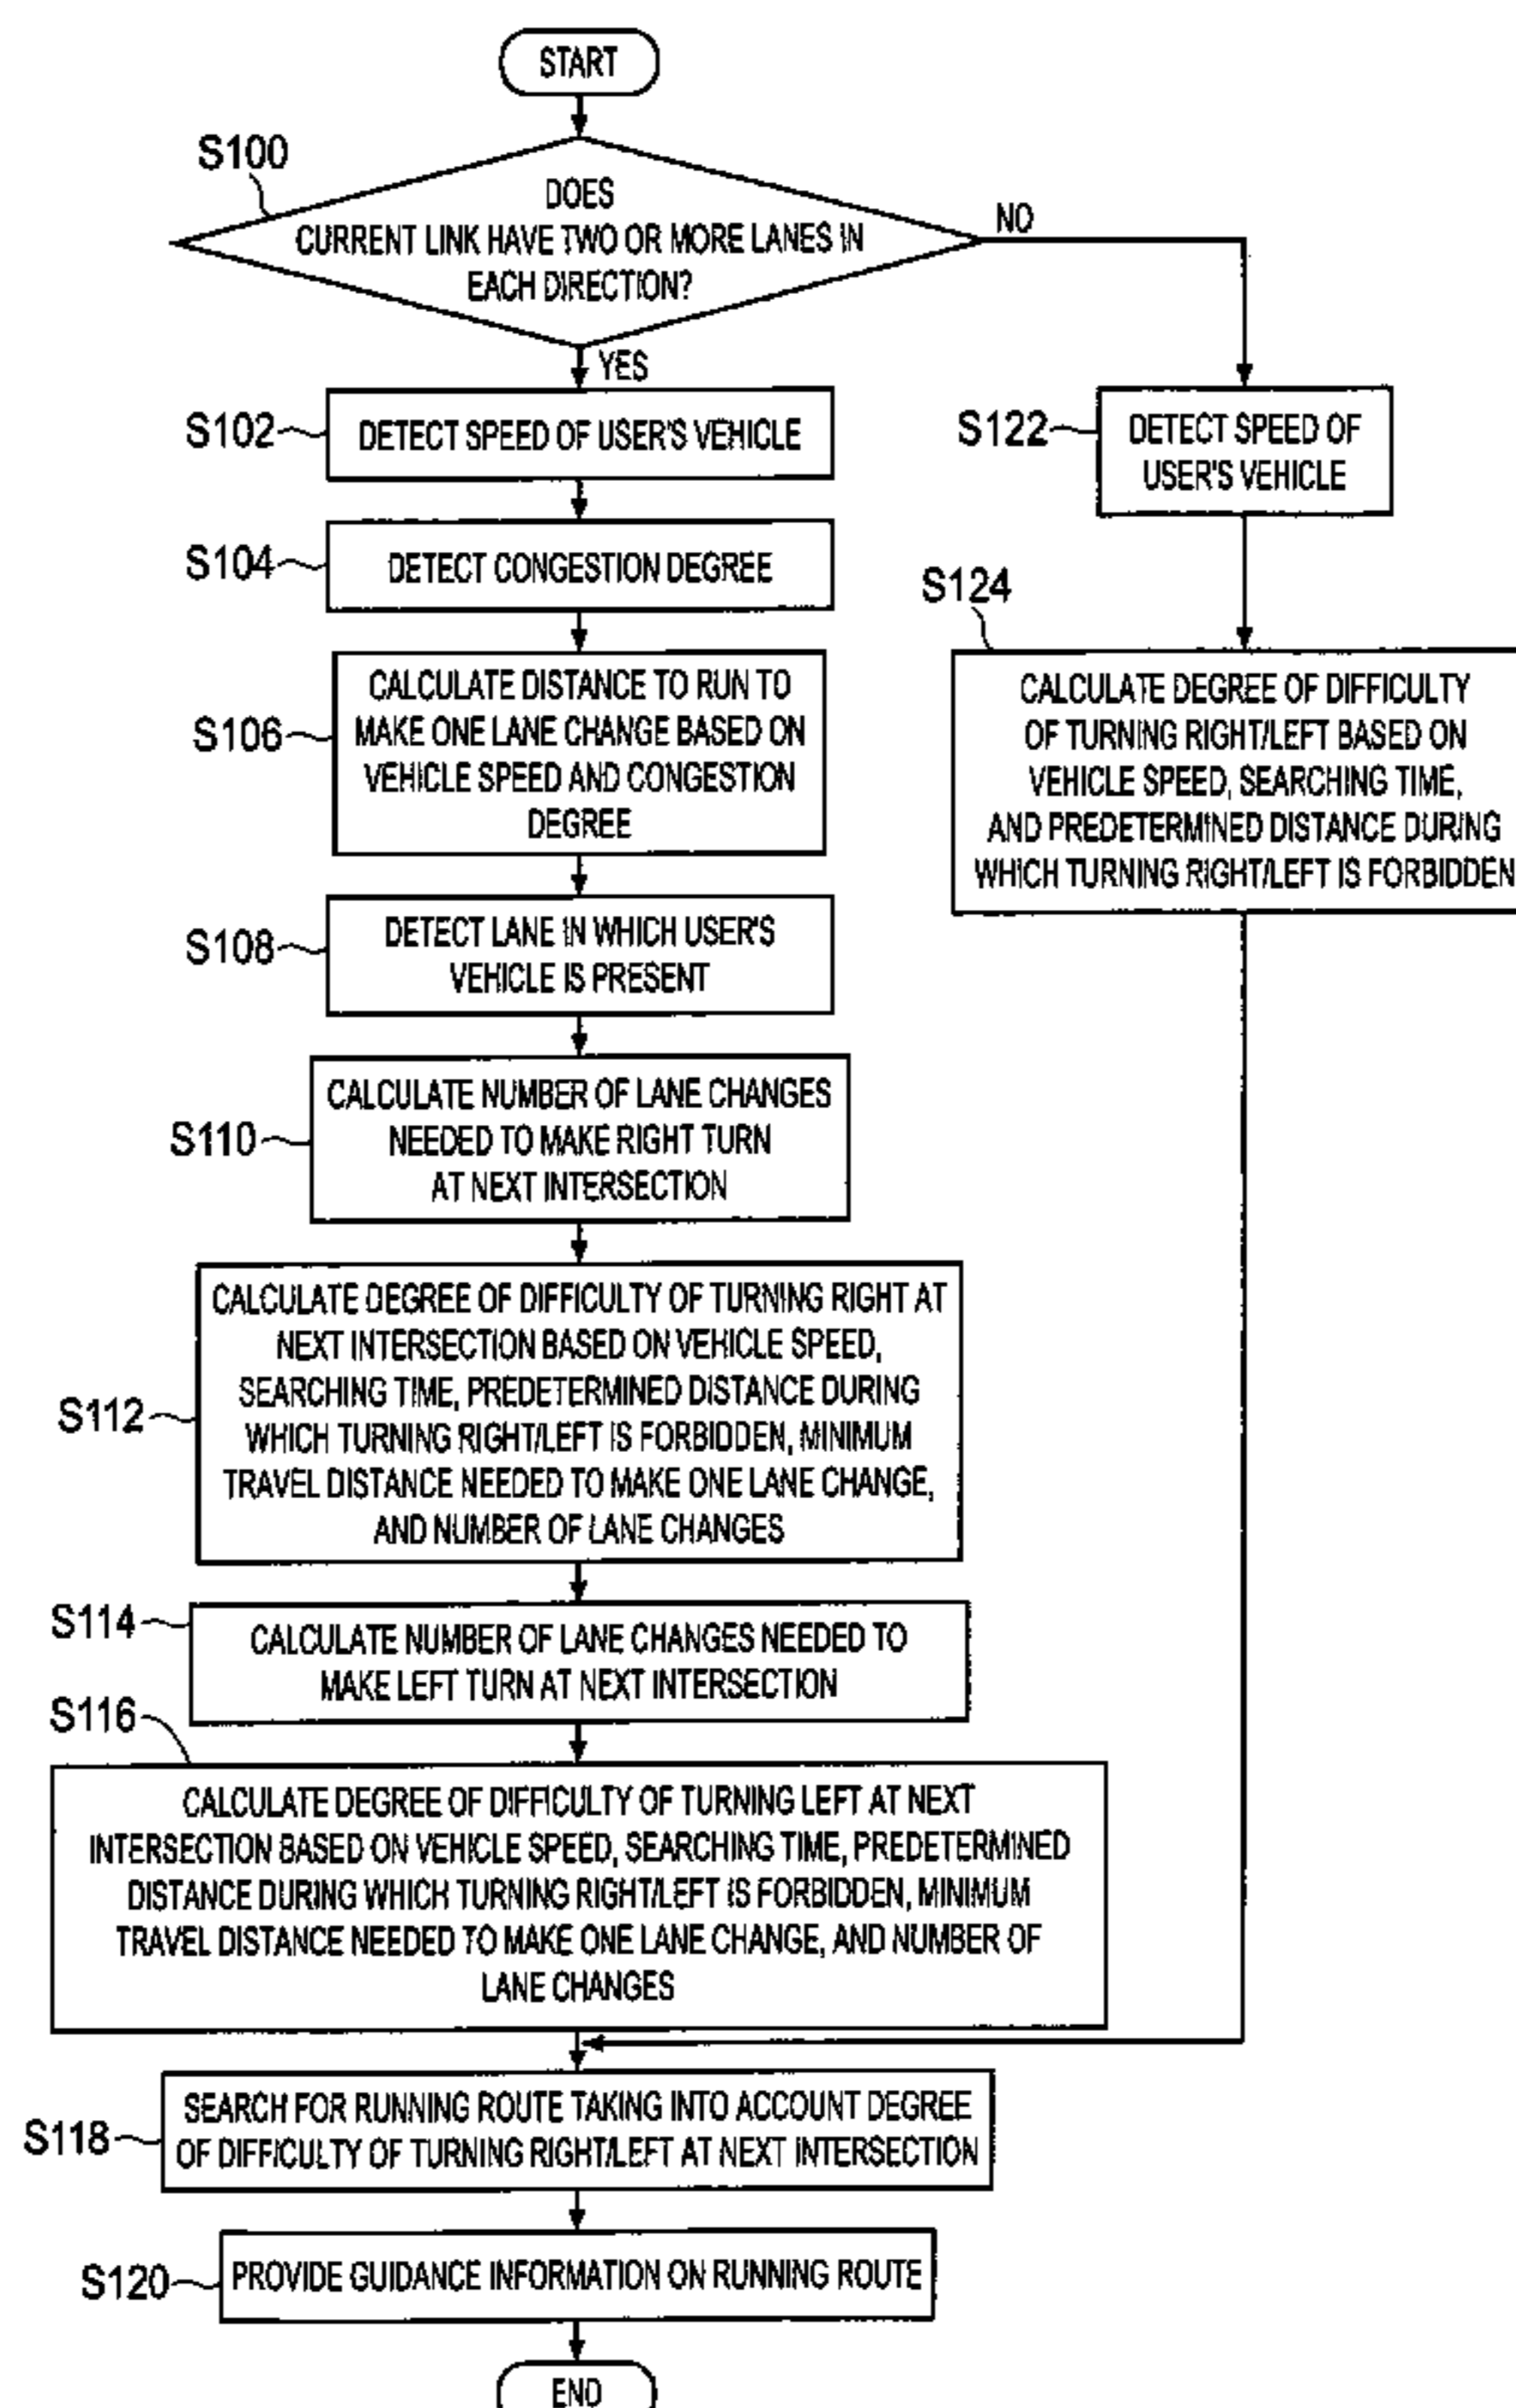 START
S100
DOES
CURRENT LINK HAVE TWO OR MORE LANES IN
EACH DIRECTION?
NO
YES
S102
DETECT SPEED OF USER'S VEHICLE
S122
DETECT SPEED OF
USER'S VEHICLE
S104
DETECT CONGESTION DEGREE
S124
CALCULATE DEGREE OF DIFFICULTY
OF TURNING RIGHT/LEFT BASED ON
VEHICLE SPEED, SEARCHING TIME,
AND PREDETERMINED DISTANCE DURING
WHICH TURNING RIGHT/LEFT IS FORBIDDEN
S106
CALCULATE DISTANCE TO RUN TO
MAKE ONE LANE CHANGE BASED ON
VEHICLE SPEED AND CONGESTION
DEGREE
S108
DETECT LANE IN WHICH USER'S
VEHICLE IS PRESENT
S110
CALCULATE NUMBER OF LANE CHANGES
NEEDED TO MAKE RIGHT TURN
AT NEXT INTERSECTION
S112
CALCULATE DEGREE OF DIFFICULTY OF TURNING RIGHT AT
NEXT INTERSECTION BASED ON VEHICLE SPEED,
SEARCHING TIME, PREDETERMINED DISTANCE DURING
WHICH TURNING RIGHT/LEFT IS FORBIDDEN, MINIMUM
TRAVEL DISTANCE NEEDED TO MAKE ONE LANE CHANGE,
AND NUMBER OF LANE CHANGES
S114
CALCULATE NUMBER OF LANE CHANGES NEEDED TO
MAKE LEFT TURN AT NEXT INTERSECTION
S116
CALCULATE DEGREE OF DIFFICULTY OF TURNING LEFT AT NEXT
INTERSECTION BASED ON VEHICLE SPEED, SEARCHING TIME, PREDETERMINED
DISTANCE DURING WHICH TURNING RIGHT/LEFT IS FORBIDDEN, MINIMUM
TRAVEL DISTANCE NEEDED TO MAKE ONE LANE CHANGE, AND NUMBER OF
LANE CHANGES
S118
SEARCH FOR RUNNING ROUTE TAKING INTO ACCOUNT DEGREE
OF DIFFICULTY OF TURNING RIGHT/LEFT AT NEXT INTERSECTION
S120
PROVIDE GUIDANCE INFORMATION ON RUNNING ROUTE
END